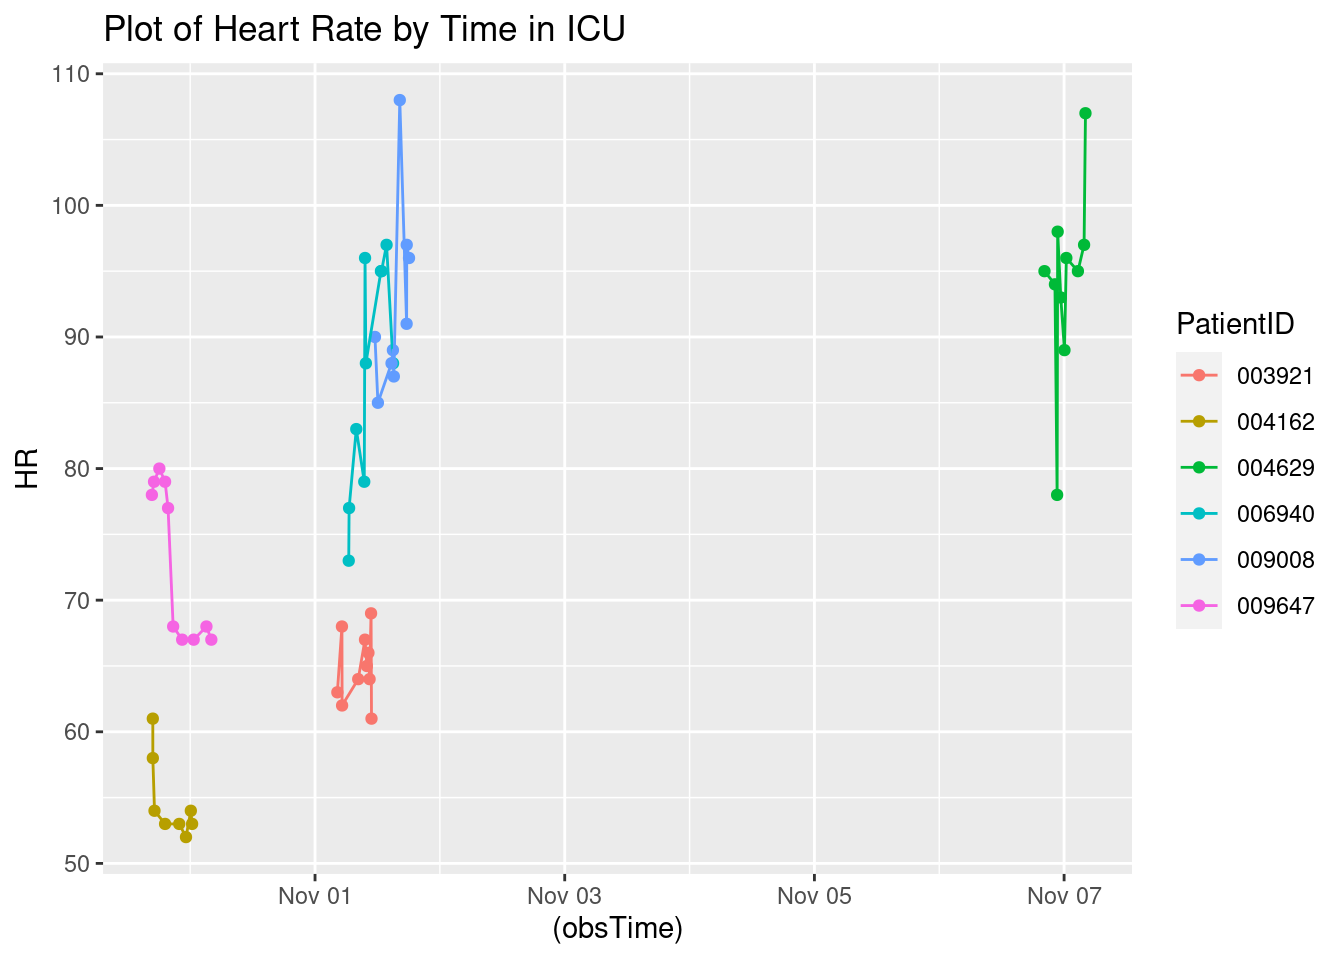 Plot of Heart Rate by Time in ICU
110
100
90
80
70
60
50
HR
Nov 01
Nov 03
Nov 05
Nov 07
(obsTime)
PatientID
003921
004162
004629
006940
009008
009647